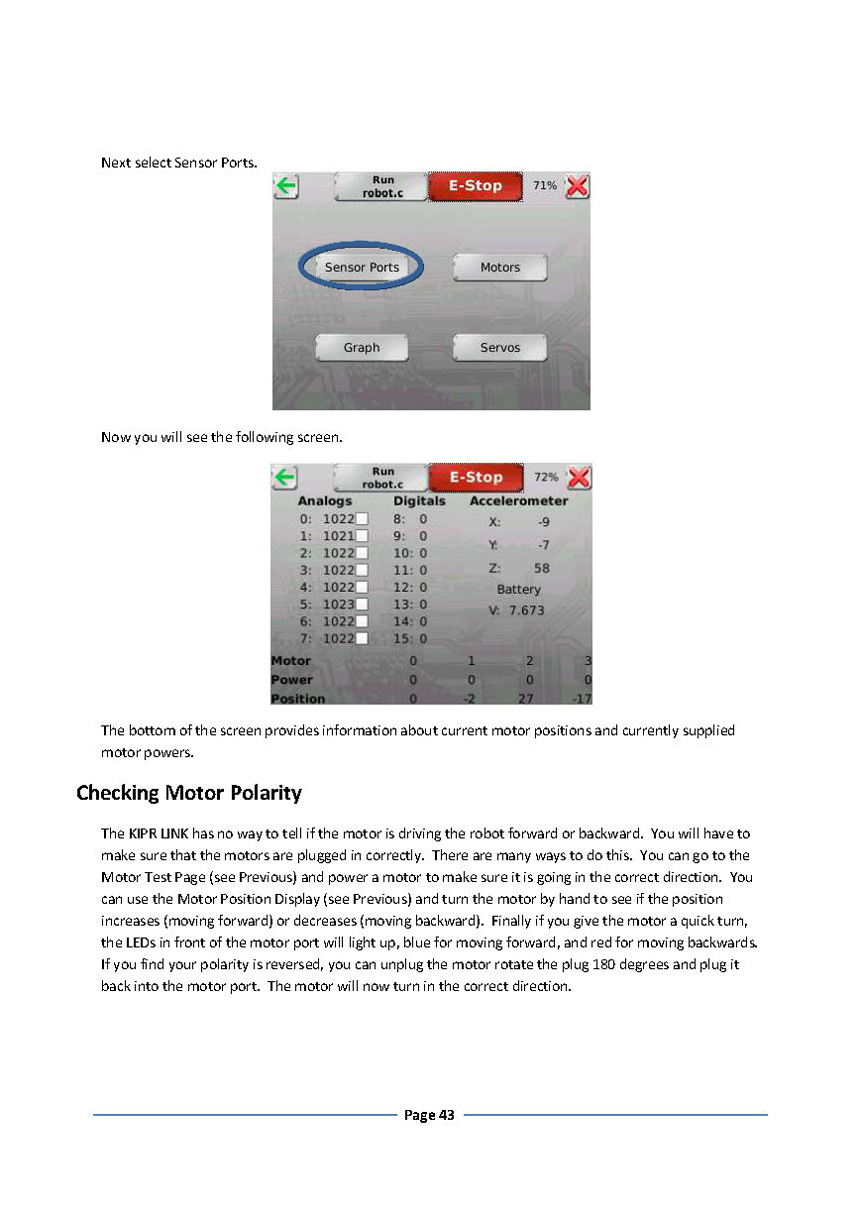 Next select Sensor Ports.
Run
robot.c
E-Stop
71%
Sensor Ports
Motors
Graph
Servos
Now you will see the following screen.
Run
robot.c
E-Stop
72%
Analogs Digitals Accelerometer
0: 1022 8: 0 X: -9
1: 1021 9: 0
2: 1022 10: 0 Y: -7
3: 1022 11: 0 Z: 58
4: 1022 12: 0 Battery
5: 1023 13: 0 V: 7.673
6: 1022 14: 0
7: 1022 15: 0
Motor 0 1 2 3
Power 0 0 0 0
Position 0 -2 27 -17
The bottom of the screen provides information about current motor positions and currently supplied
motor powers.
Checking Motor Polarity
The KIPR LINK has no way to tell if the motor is driving the robot forward or backward. You will have to
make sure that the motors are plugged in correctly. There are many ways to do this. You can go to the
Motor Test Page (see Previous) and power a motor to make sure it is going in the correct direction. You
can use the Motor Position Display (see Previous) and turn the motor by hand to see if the position
increases (moving forward) or decreases (moving backward). Finally if you give the motor a quick turn,
the LEDs in front of the motor port will light up, blue for moving forward, and red for moving backwards.
If you find your polarity is reversed, you can unplug the motor rotate the plug 180 degrees and plug it
back into the motor port. The motor will now turn in the correct direction.
Page 43